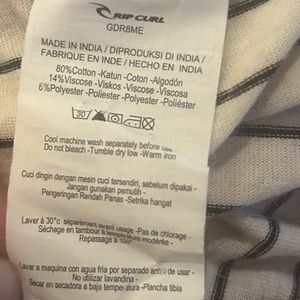 RIP CURL
GDR8ME
MADE IN INDIA / DIPRODUKSI DI INDIA /
FABRIQUE EN INDE / HECHO EN INDIA
80%Cotton -Katun -Coton -Algodón
14%Viscose -Viskos -Viscose -Viscosa
6%Polyester -Poliester -Polyester -Poliéster
30
Cool machine wash separately before use -
Do not bleach -Tumble dry low -Warm iron
Cuci dingin dengan mesin cuci tersendiri, sebelum dipakai -
Jangan gunakan pemutih -
Pengeringan Rendah Panas -Setrika hangat
Laver à 30°c séparément avant usage -Pas de chlorage -
Séchage en tambour à température modérée -
Repassage à
Lavar a maquina con agua fria por separado antes de usar -
No utilizar lavandina -
Secar en secadora a baja temperatura -Plancha tibia